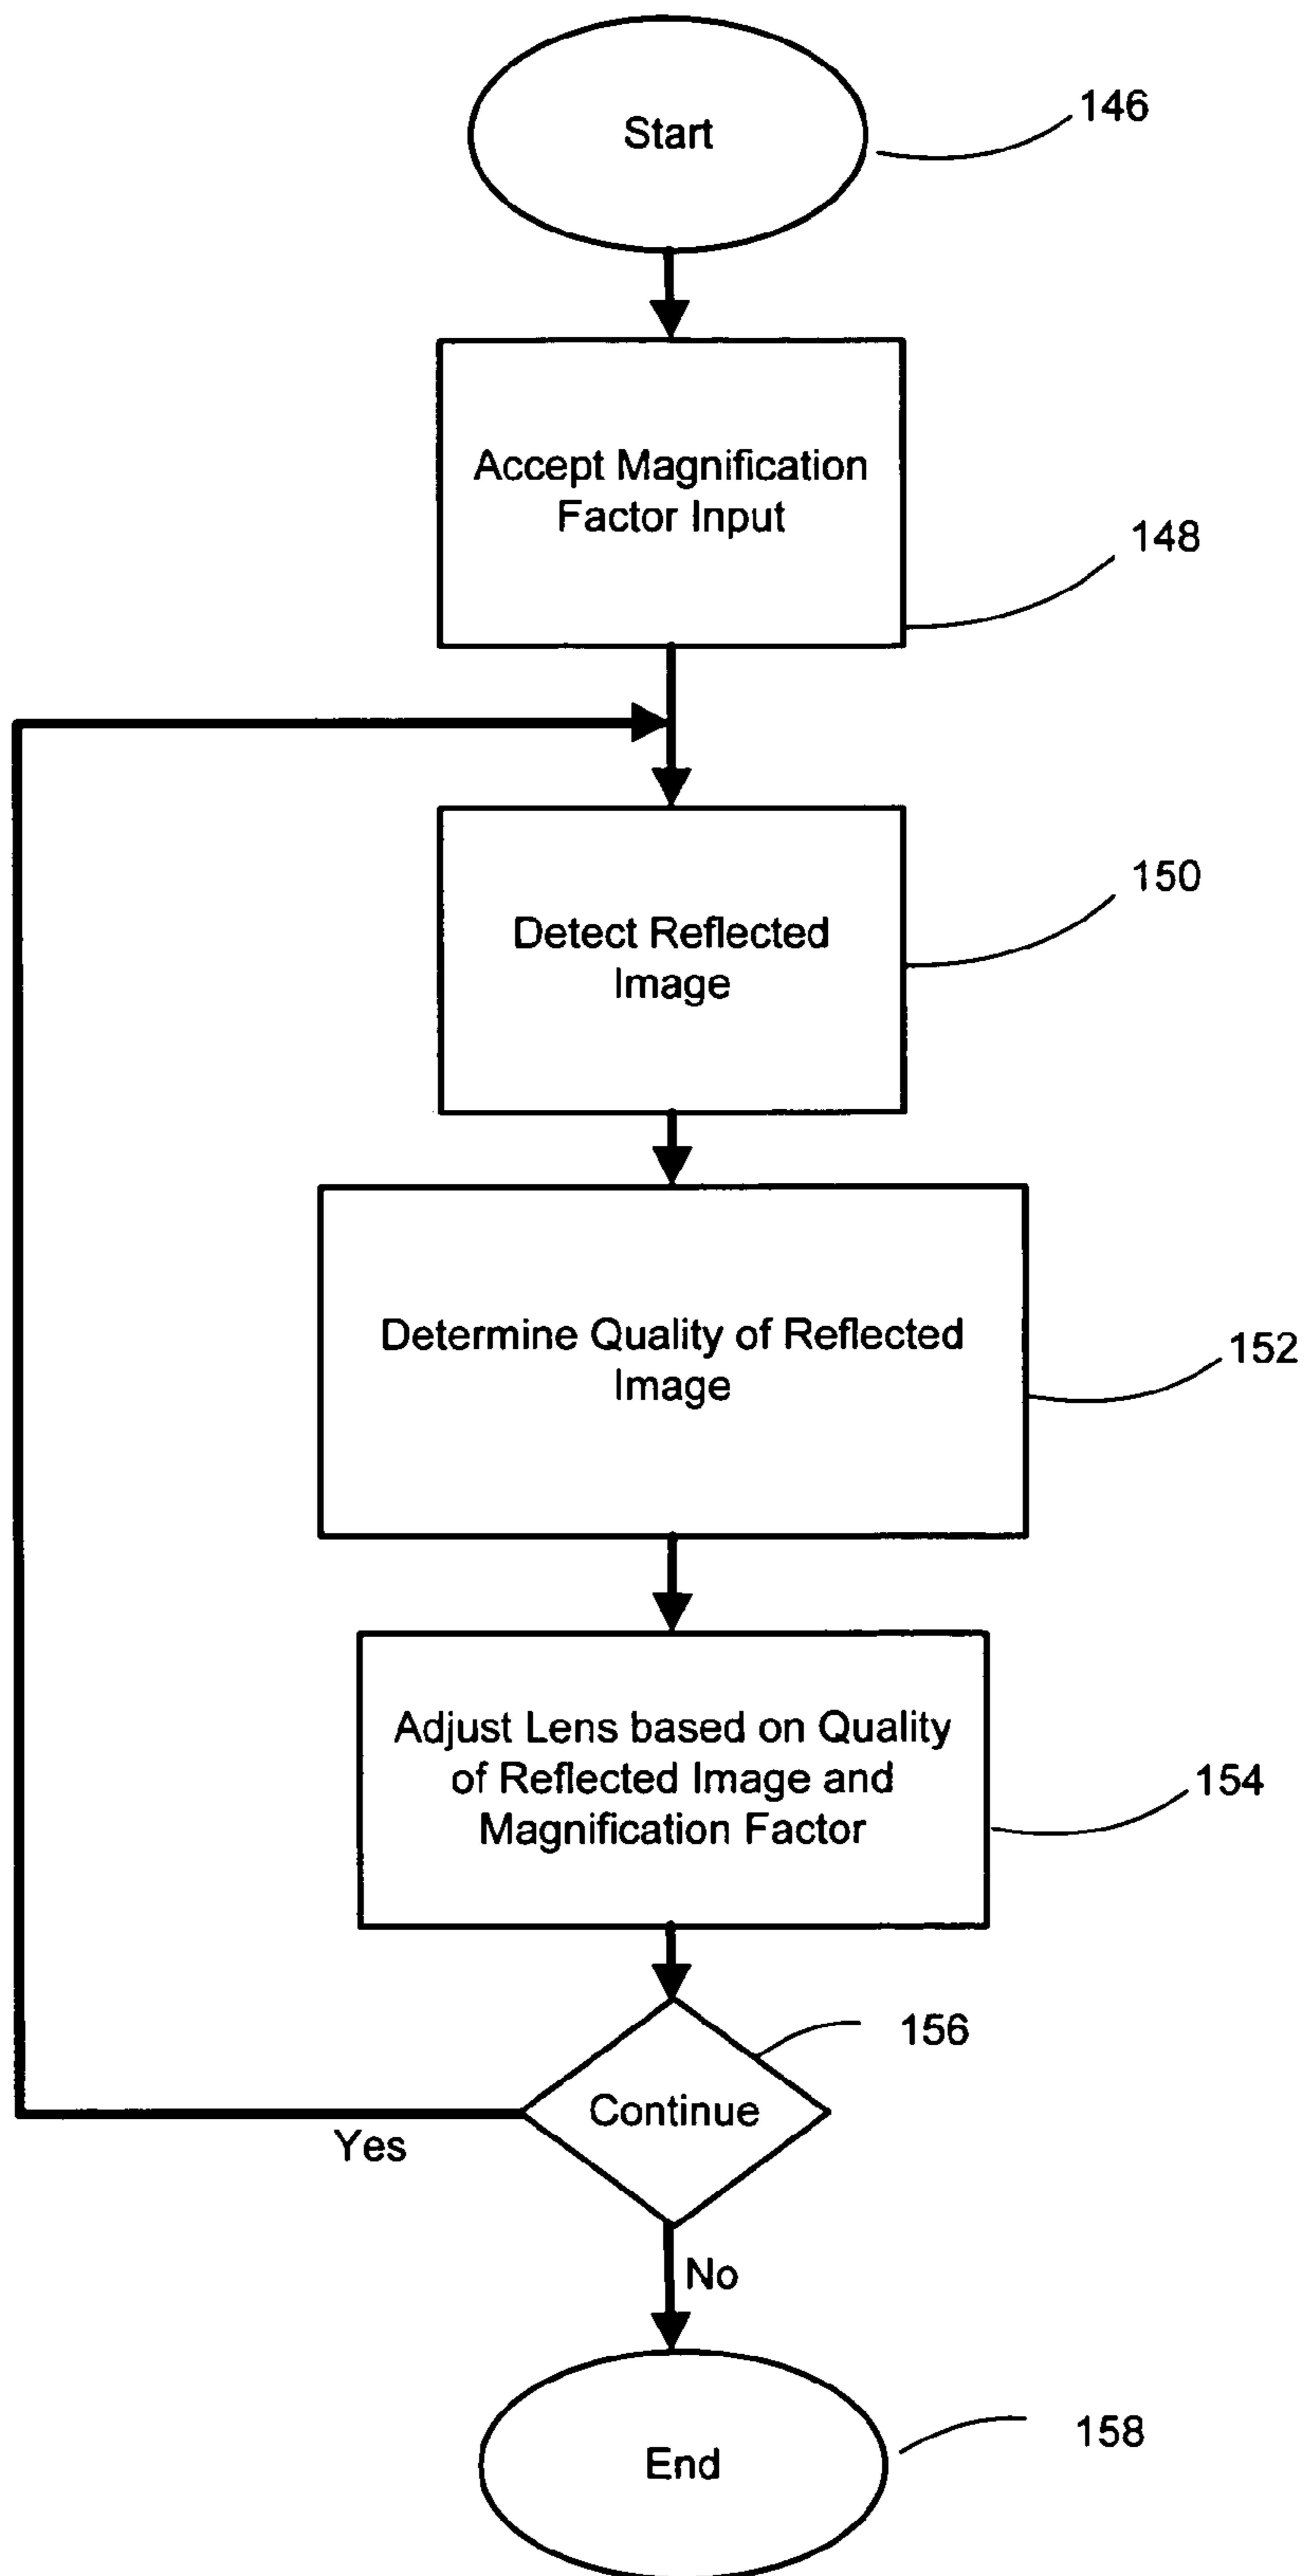 Start
146
Accept Magnification
Factor Input
148
Detect Reflected
Image
150
Determine Quality of Reflected
Image
152
Adjust Lens based on Quality
of Reflected Image and
Magnification Factor
154
156
Continue
Yes
No
End
158